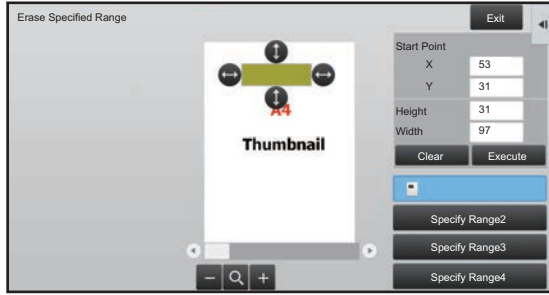 Erase Specified Range
Exit
Start Point
X 53
Y 31
Height 31
Width 97
Clear Execute
A4
Thumbnail
Specify Range2
Specify Range3
Specify Range4